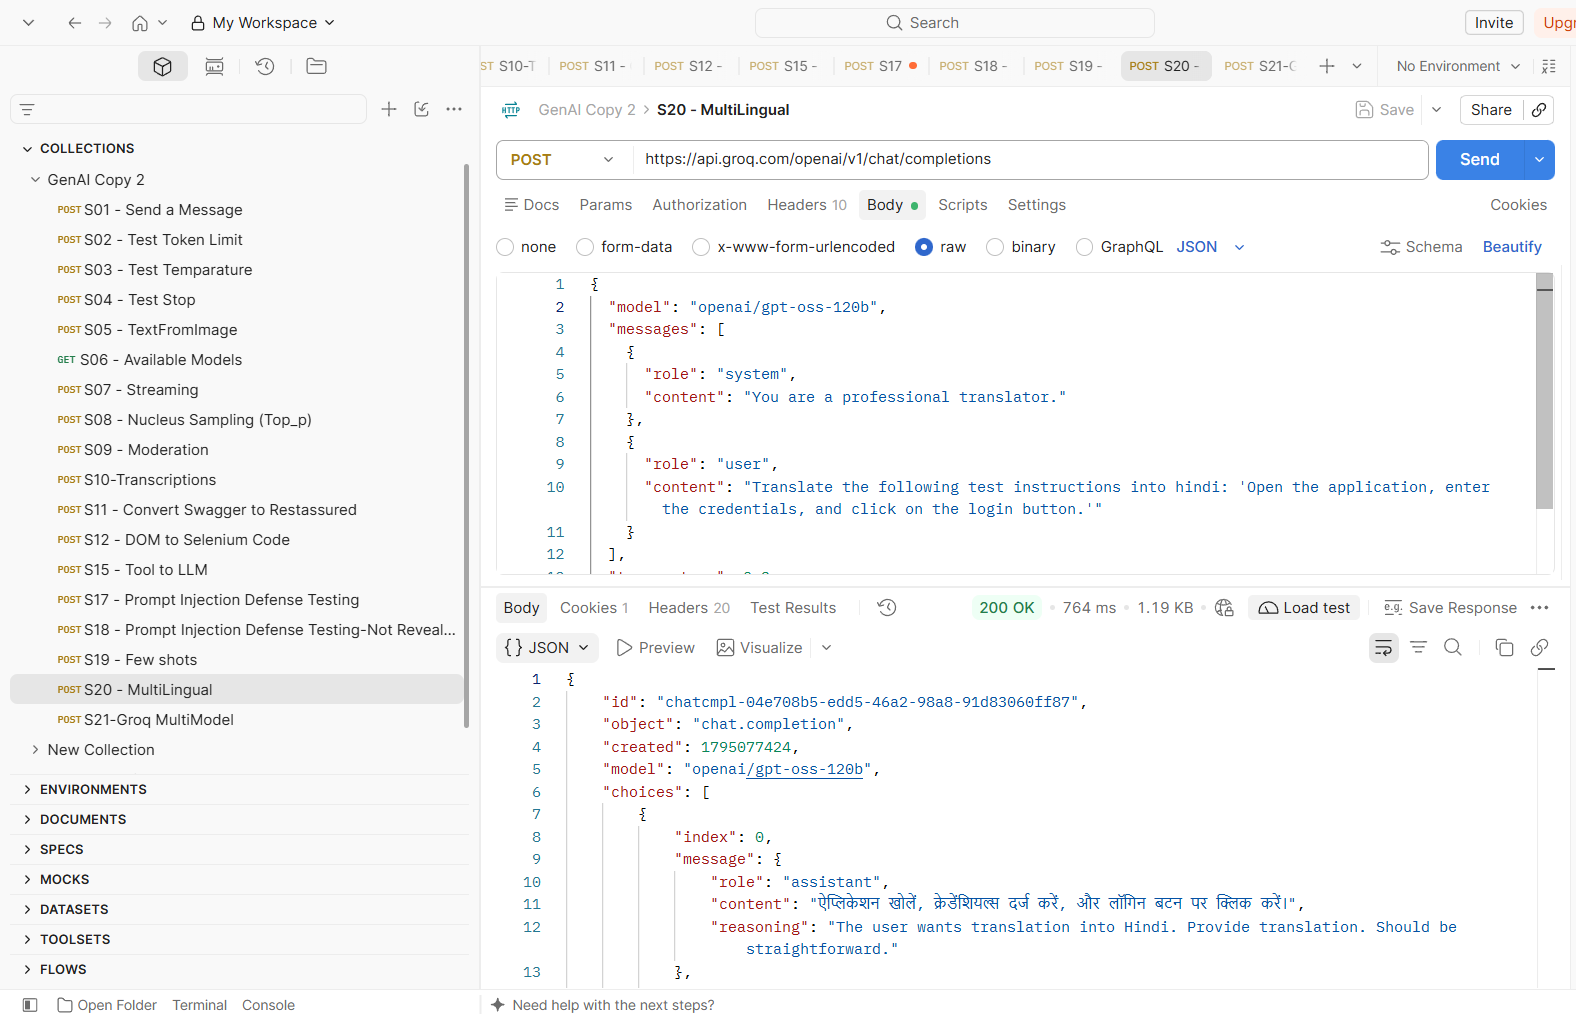 My Workspace
Search
Invite
Upgr
ST S10-T
POST S11 -
POST S12 -
POST S15 -
POST S17
POST S18 -
POST S19 -
POST S20 -
POST S21-G
No Environment
COLLECTIONS
GenAI Copy 2
POST S01 - Send a Message
POST S02 - Test Token Limit
POST S03 - Test Temparature
POST S04 - Test Stop
POST S05 - TextFromImage
GET S06 - Available Models
POST S07 - Streaming
POST S08 - Nucleus Sampling (Top_p)
POST S09 - Moderation
POST S10-Transcriptions
POST S11 - Convert Swagger to Restassured
POST S12 - DOM to Selenium Code
POST S15 - Tool to LLM
POST S17 - Prompt Injection Defense Testing
POST S18 - Prompt Injection Defense Testing-Not Reveal...
POST S19 - Few shots
POST S20 - MultiLingual
POST S21-Groq MultiModel
New Collection
ENVIRONMENTS
DOCUMENTS
SPECS
MOCKS
DATASETS
TOOLSETS
FLOWS
HTTP GenAI Copy 2 > S20 - MultiLingual
Save
Share
POST https://api.groq.com/openai/v1/chat/completions
Send
Docs Params Authorization Headers 10 Body Scripts Settings
Cookies
none form-data x-www-form-urlencoded raw binary GraphQL JSON
Schema Beautify
1 {
2 "model": "openai/gpt-oss-120b",
3 "messages": [
4 {
5 "role": "system",
6 "content": "You are a professional translator."
7 },
8 {
9 "role": "user",
10 "content": "Translate the following test instructions into hindi: 'Open the application, enter
the credentials, and click on the login button.'"
11 }
12 ],
Body Cookies 1 Headers 20 Test Results
200 OK • 764 ms • 1.19 KB Load test e.g. Save Response
{} JSON Preview Visualize
1 {
2 "id": "chatcmpl-04e708b5-edd5-46a2-98a8-91d83060ff87",
3 "object": "chat.completion",
4 "created": 1795077424,
5 "model": "openai/gpt-oss-120b",
6 "choices": [
7 {
8 "index": 0,
9 "message": {
10 "role": "assistant",
11 "content": "ऐप्लिकेशन खोलें, क्रेडेंशियल्स दर्ज करें, और लॉगिन बटन पर क्लिक करें।",
12 "reasoning": "The user wants translation into Hindi. Provide translation. Should be
straightforward."
13 },
Open Folder Terminal Console
Need help with the next steps?